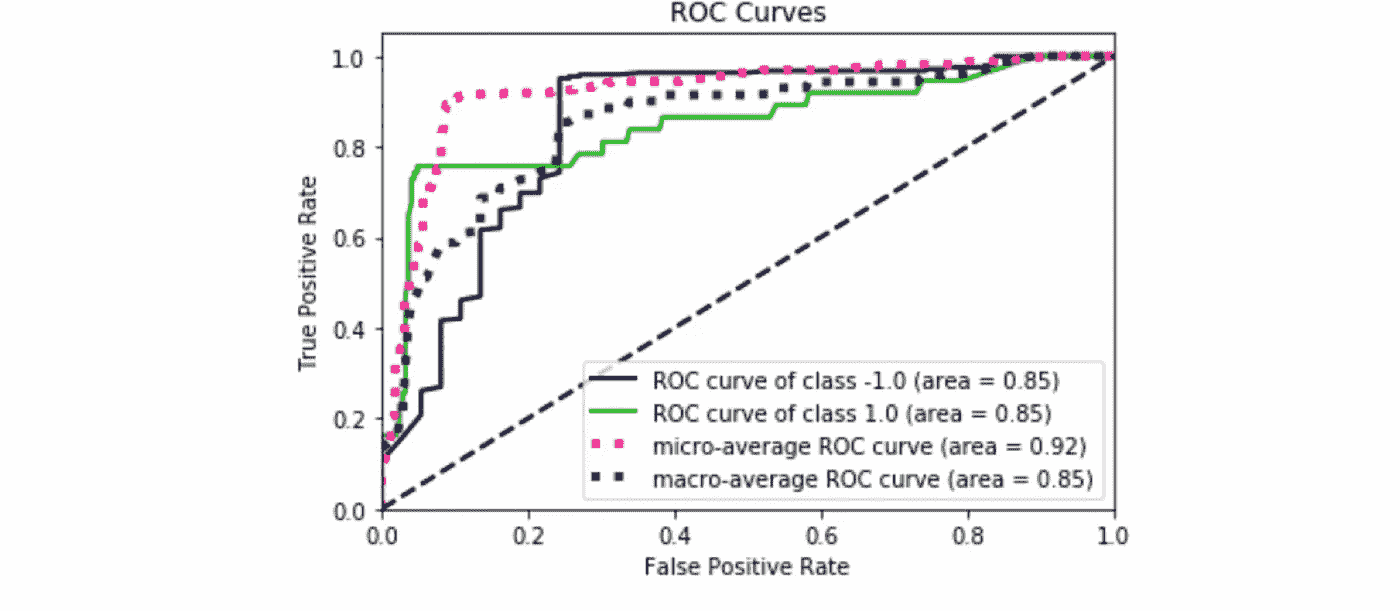 ROC Curves
True Positive Rate
1.0
0.8
0.6
0.4
0.2
0.0
ROC curve of class -1.0 (area = 0.85)
ROC curve of class 1.0 (area = 0.85)
micro-average ROC curve (area = 0.92)
macro-average ROC curve (area = 0.85)
0.0 0.2 0.4 0.6 0.8 1.0
False Positive Rate